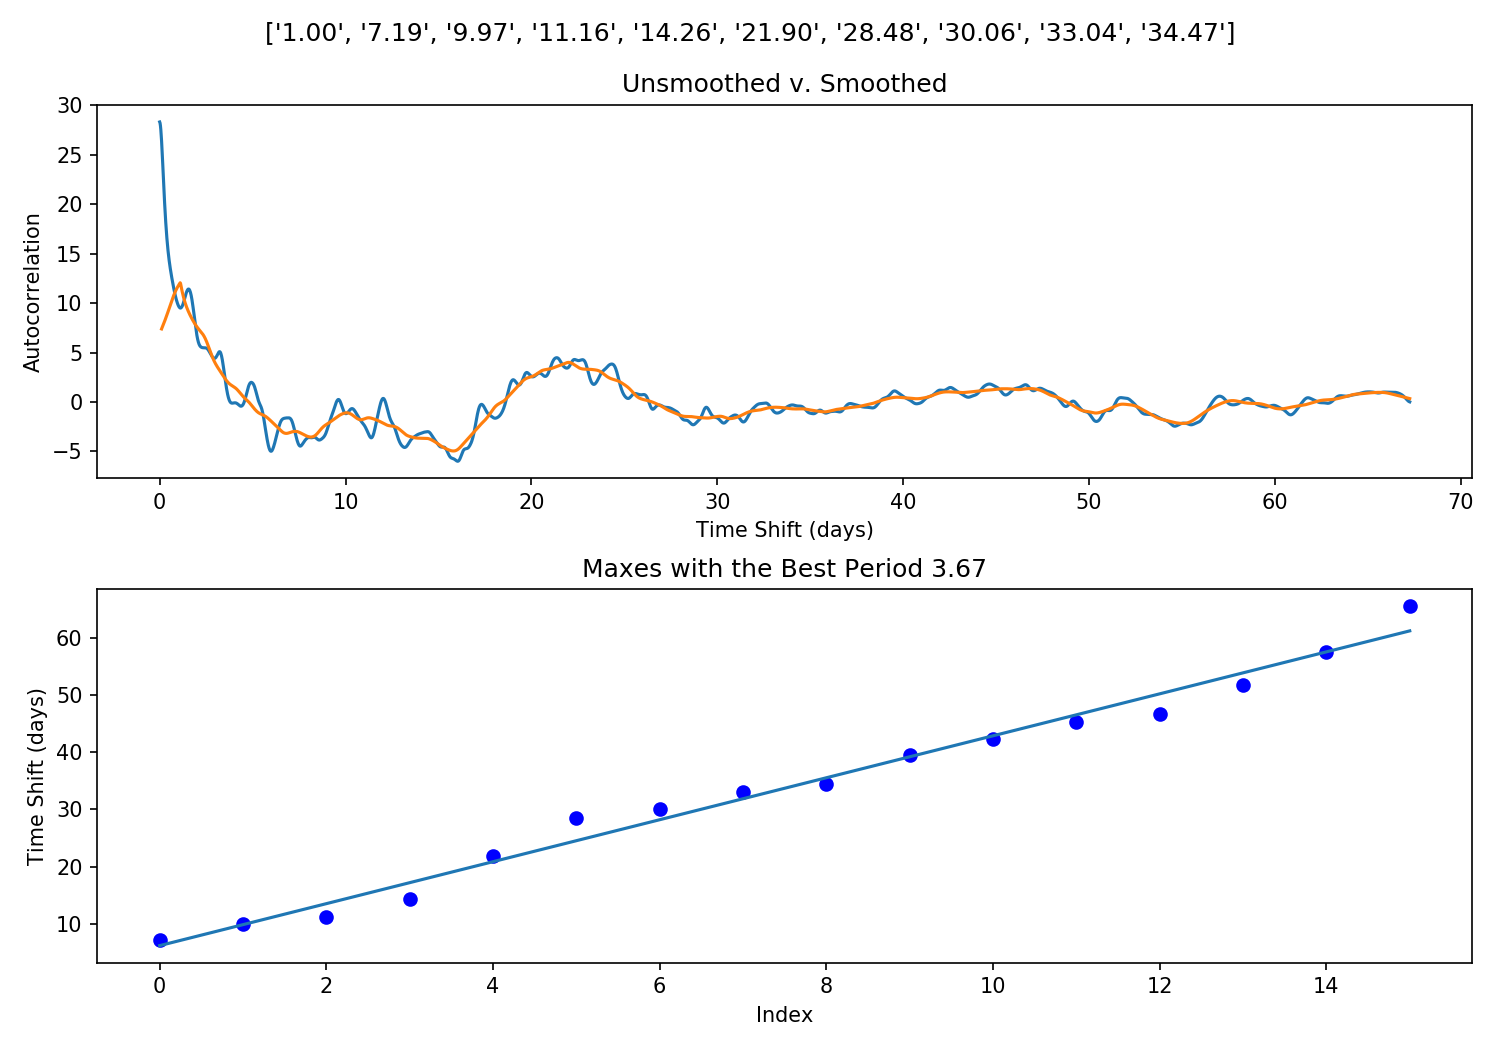 ['1.00', '7.19', '9.97', '11.16', '14.26', '21.90', '28.48', '30.06', '33.04', '34.47']
Unsmoothed v. Smoothed
30
25
20
15
10
5
0
−5
Autocorrelation
0 10 20 30 40 50 60 70
Time Shift (days)
Maxes with the Best Period 3.67
60
50
40
30
20
10
Time Shift (days)
0 2 4 6 8 10 12 14
Index